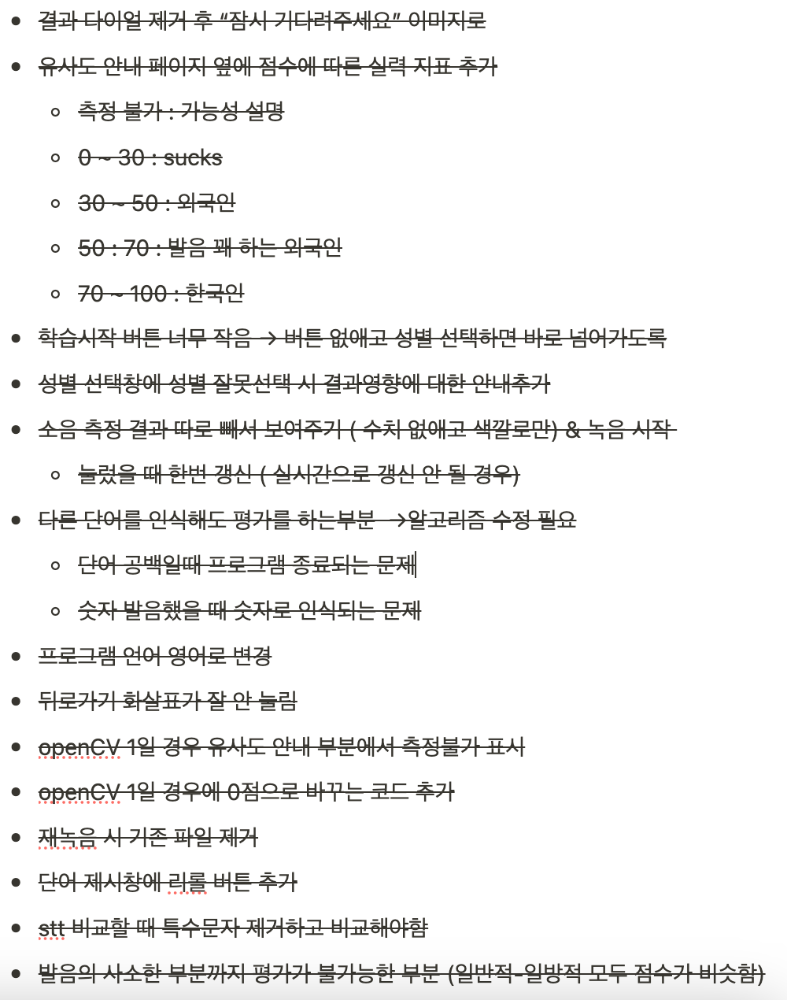 결과 다이얼 제거 후 “잠시 기다려주세요” 이미지로
유사도 안내 페이지 옆에 점수에 따른 실력 지표 추가
측정 불가 : 가능성 설명
0 ~ 30 : sucks
30 ~ 50 : 외국인
50 : 70 : 발음 꽤 하는 외국인
70 ~ 100 : 한국인
학습시작 버튼 너무 작음 → 버튼 없애고 성별 선택하면 바로 넘어가도록
성별 선택창에 성별 잘못선택 시 결과영향에 대한 안내추가
소음 측정 결과 따로 빼서 보여주기 ( 수치 없애고 색깔로만) & 녹음 시작
눌렀을 때 한번 갱신 ( 실시간으로 갱신 안 될 경우)
다른 단어를 인식해도 평가를 하는부분 →알고리즘 수정 필요
단어 공백일때 프로그램 종료되는 문제
숫자 발음했을 때 숫자로 인식되는 문제
프로그램 언어 영어로 변경
뒤로가기 화살표가 잘 안 눌림
openCV 1일 경우 유사도 안내 부분에서 측정불가 표시
openCV 1일 경우에 0점으로 바꾸는 코드 추가
재녹음 시 기존 파일 제거
단어 제시창에 리롤 버튼 추가
stt 비교할 때 특수문자 제거하고 비교해야함
발음의 사소한 부분까지 평가가 불가능한 부분 (일반적-일방적 모두 점수가 비슷함)